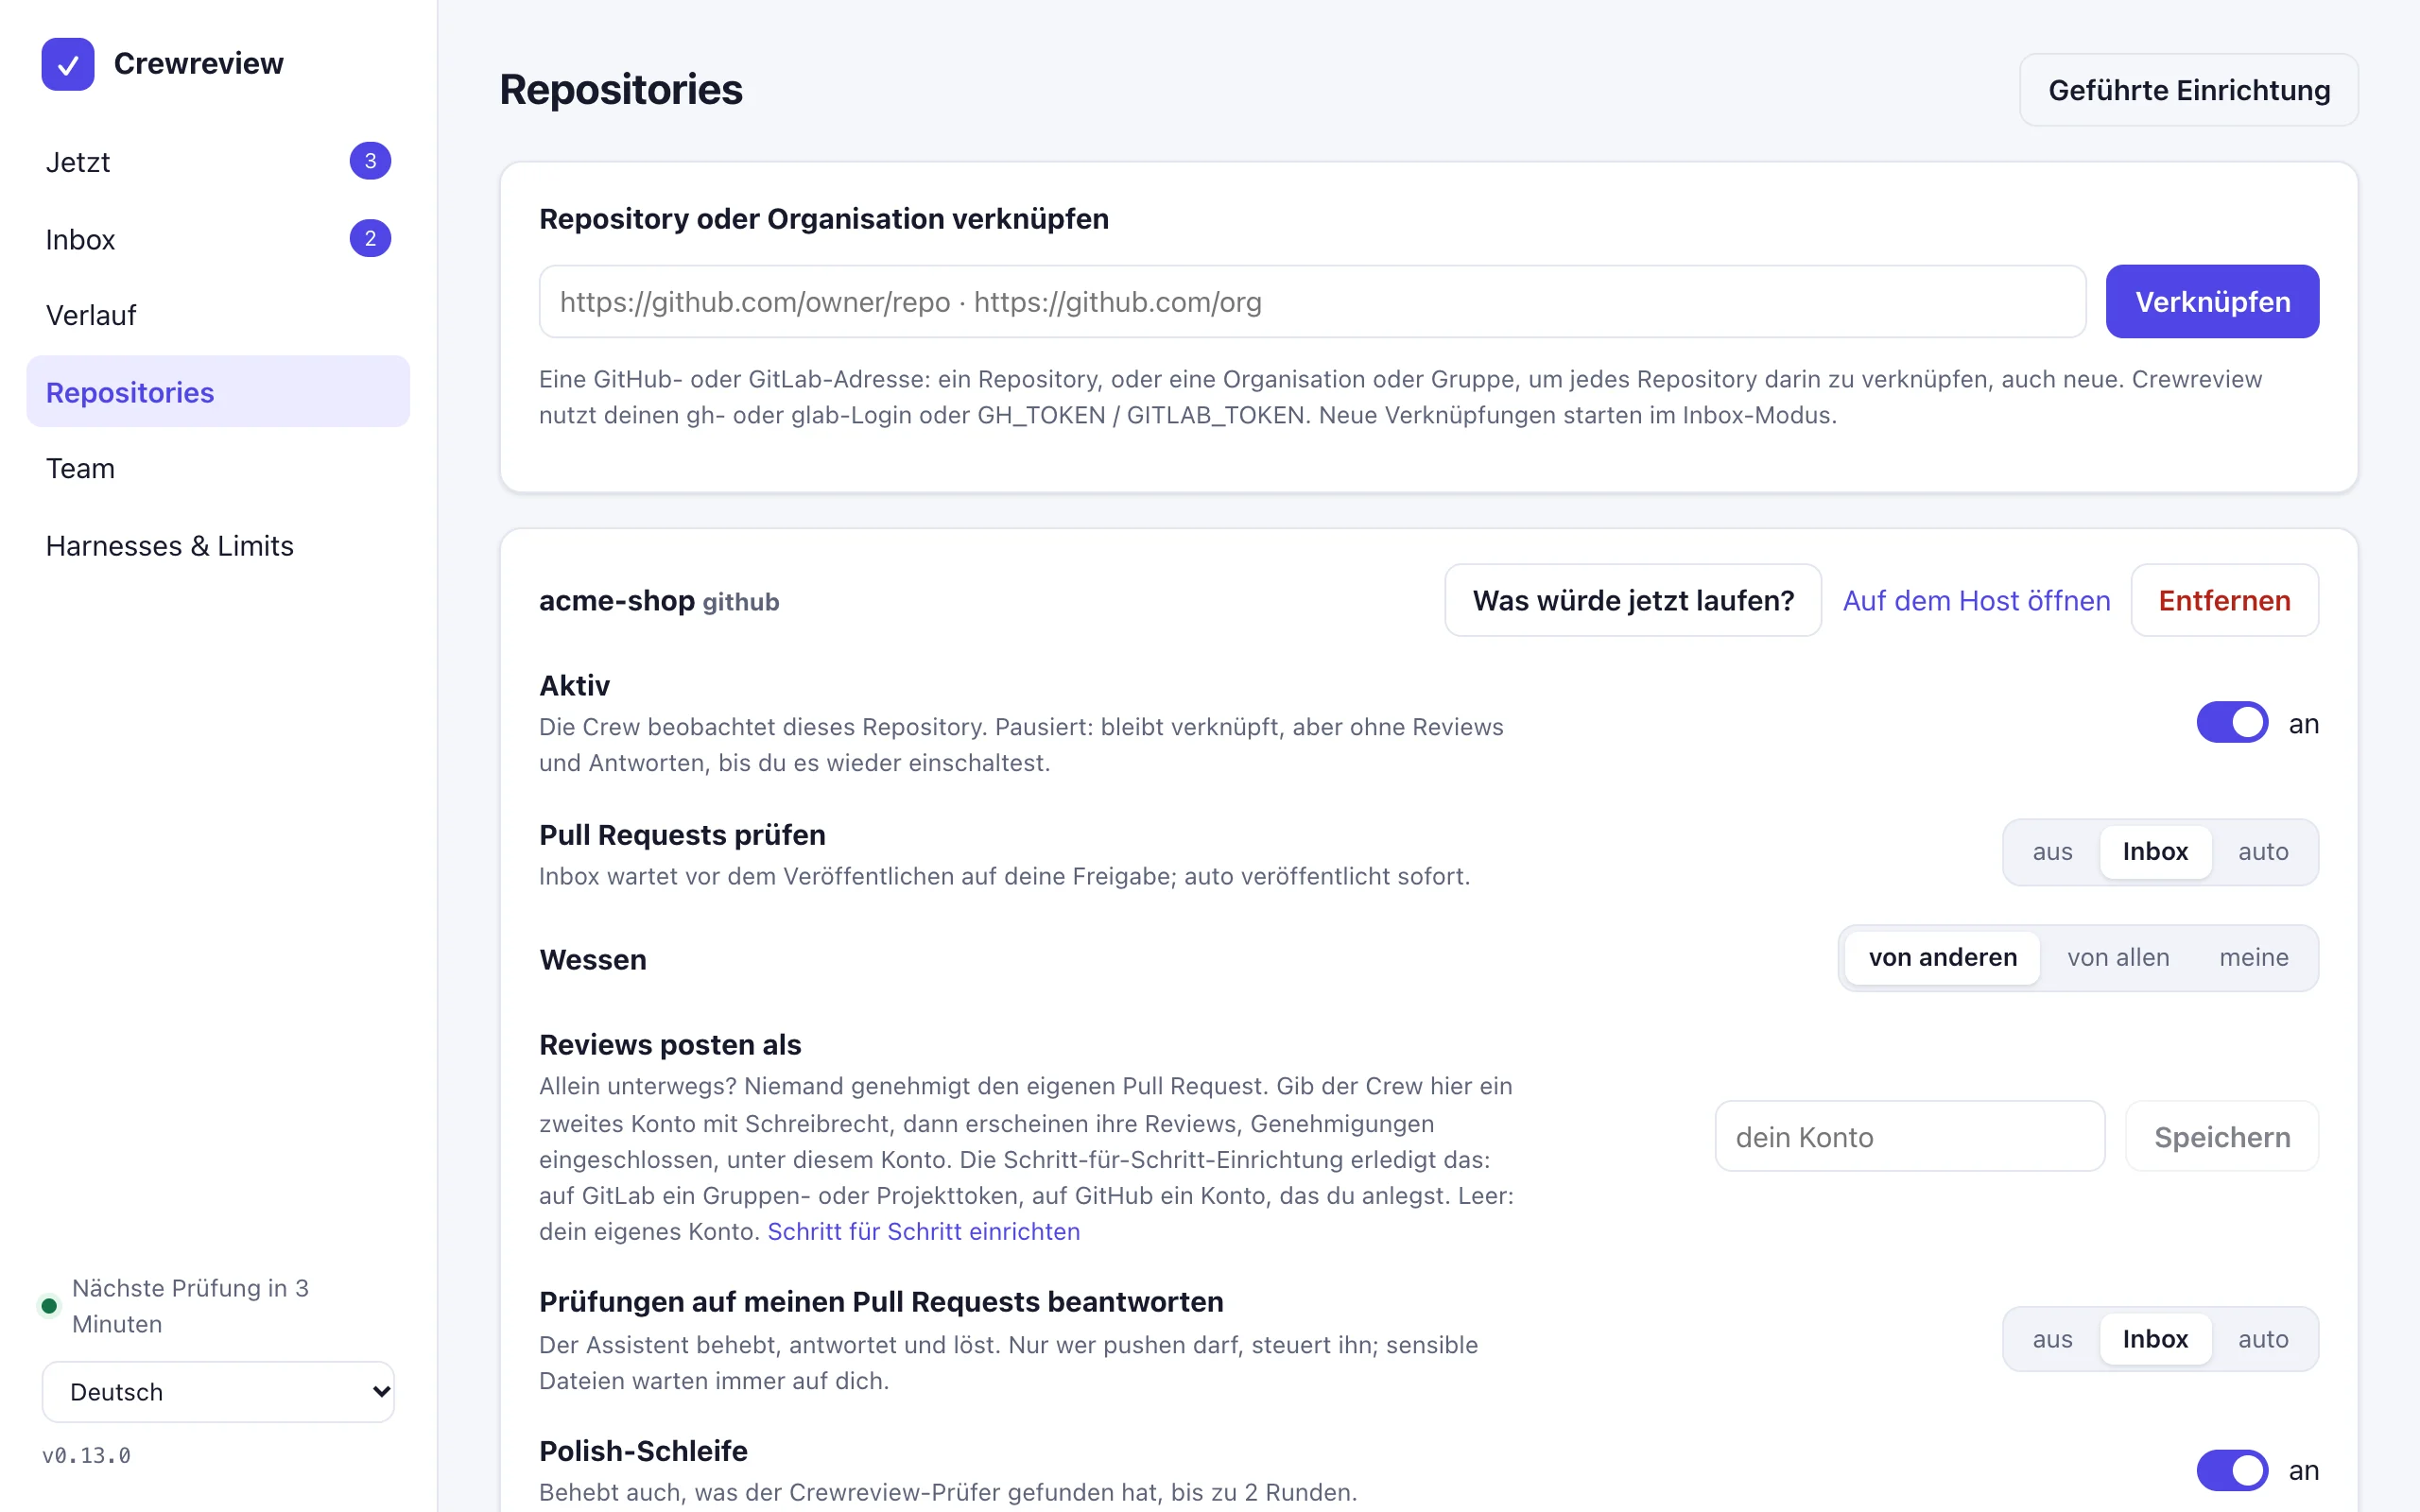 Crewreview
Jetzt 3
Inbox 2
Verlauf
Repositories
Team
Harnesses & Limits
Nächste Prüfung in 3
Minuten
Deutsch
v0.13.0
Repositories
Geführte Einrichtung
Repository oder Organisation verknüpfen
https://github.com/owner/repo · https://github.com/org
Verknüpfen
Eine GitHub- oder GitLab-Adresse: ein Repository, oder eine Organisation oder Gruppe, um jedes Repository darin zu verknüpfen, auch neue. Crewreview
nutzt deinen gh- oder glab-Login oder GH_TOKEN / GITLAB_TOKEN. Neue Verknüpfungen starten im Inbox-Modus.
acme-shop github
Was würde jetzt laufen?
Auf dem Host öffnen
Entfernen
Aktiv
Die Crew beobachtet dieses Repository. Pausiert: bleibt verknüpft, aber ohne Reviews
und Antworten, bis du es wieder einschaltest.
an
Pull Requests prüfen
Inbox wartet vor dem Veröffentlichen auf deine Freigabe; auto veröffentlicht sofort.
aus Inbox auto
Wessen
von anderen von allen meine
Reviews posten als
Allein unterwegs? Niemand genehmigt den eigenen Pull Request. Gib der Crew hier ein
zweites Konto mit Schreibrecht, dann erscheinen ihre Reviews, Genehmigungen
eingeschlossen, unter diesem Konto. Die Schritt-für-Schritt-Einrichtung erledigt das:
auf GitLab ein Gruppen- oder Projekttoken, auf GitHub ein Konto, das du anlegst. Leer:
dein eigenes Konto. Schritt für Schritt einrichten
dein Konto
Speichern
Prüfungen auf meinen Pull Requests beantworten
Der Assistent behebt, antwortet und löst. Nur wer pushen darf, steuert ihn; sensible
Dateien warten immer auf dich.
aus Inbox auto
Polish-Schleife
Behebt auch, was der Crewreview-Prüfer gefunden hat, bis zu 2 Runden.
an